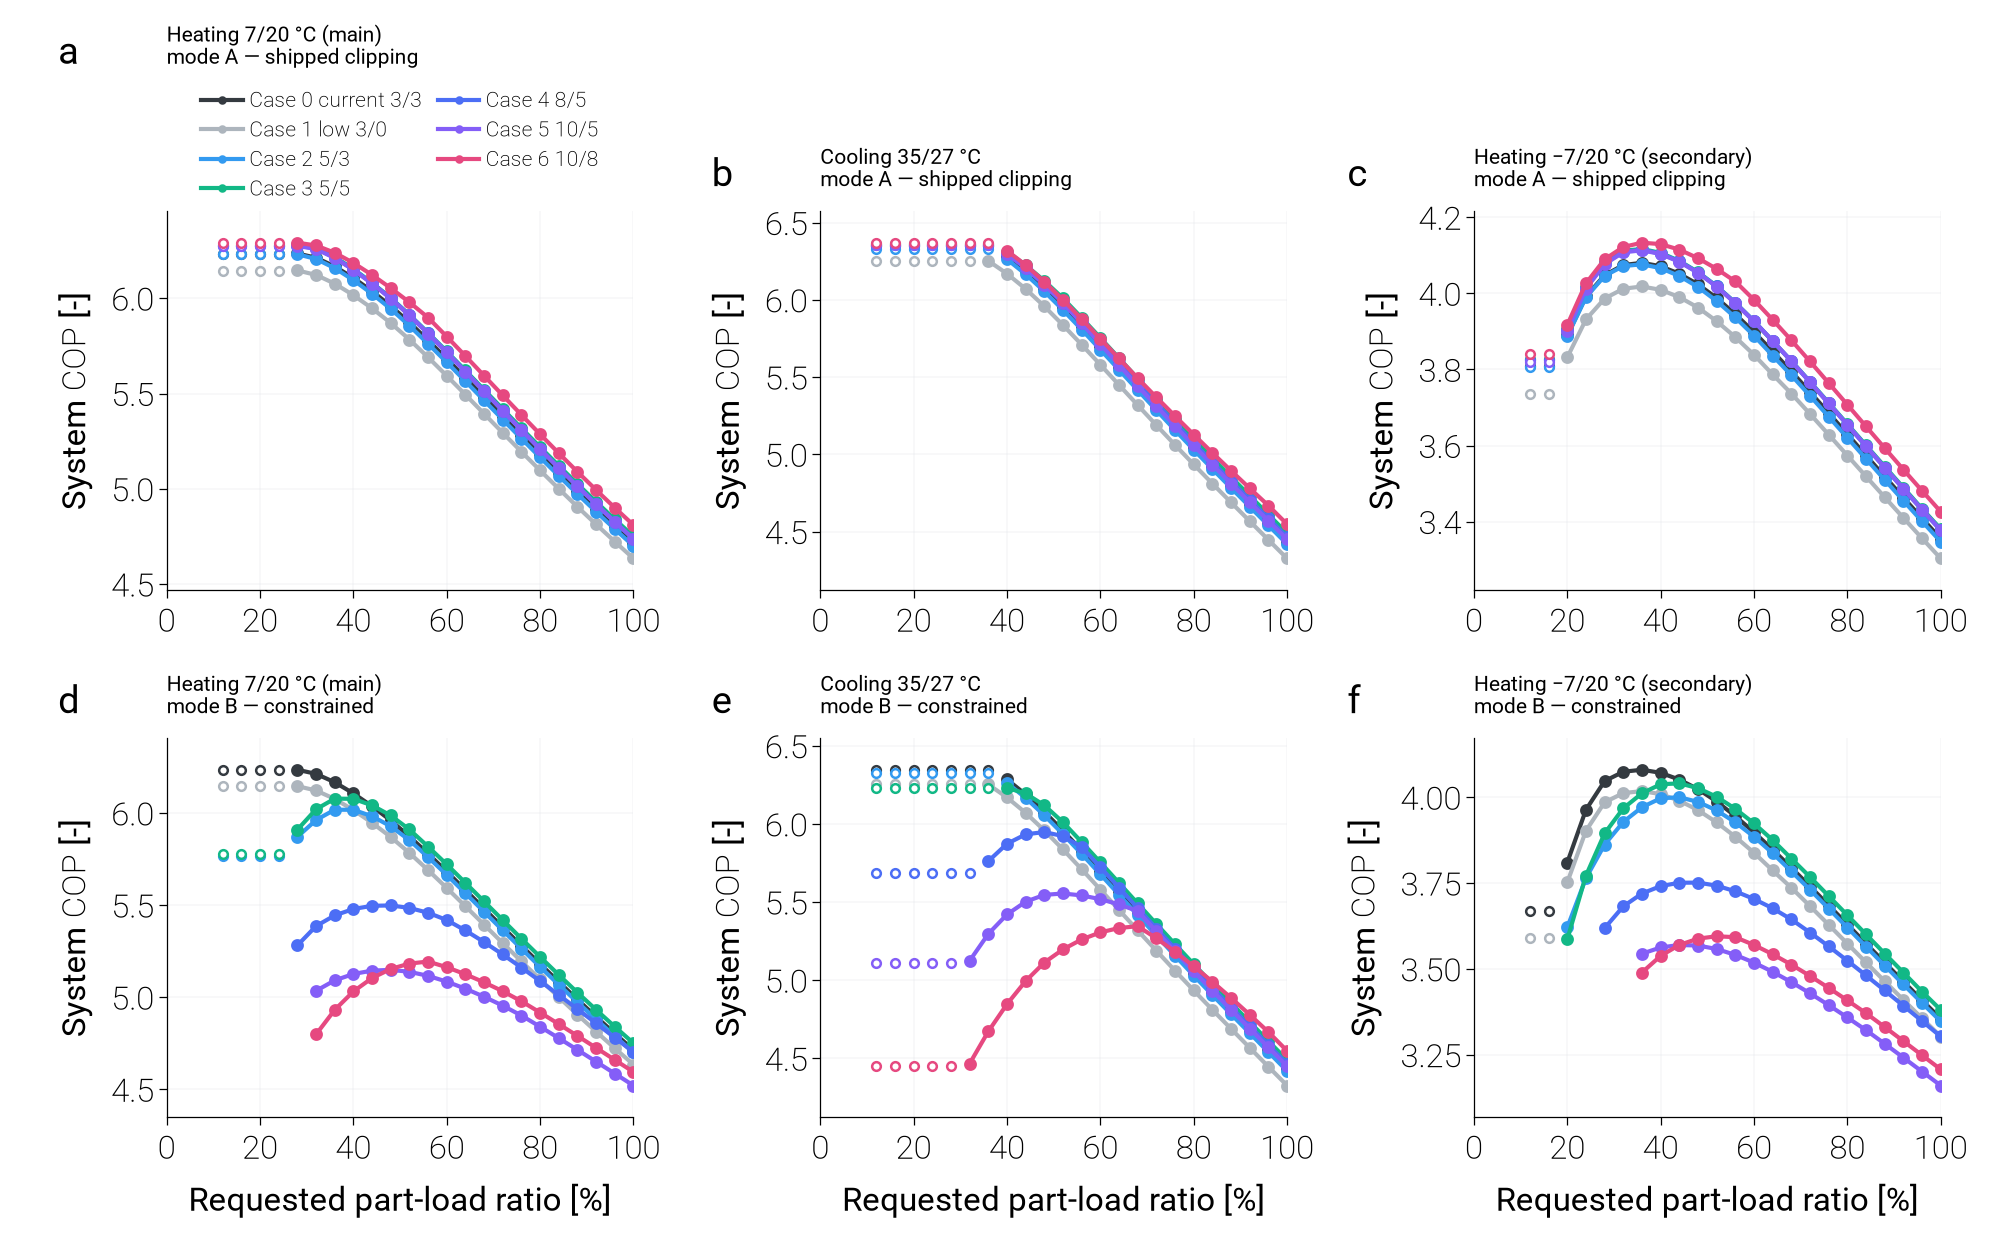 a
Heating 7/20 °C (main)
mode A — shipped clipping
Case 0 current 3/3
Case 1 low 3/0
Case 2 5/3
Case 3 5/5
Case 4 8/5
Case 5 10/5
Case 6 10/8
System COP [-]
6.0
5.5
5.0
4.5
0 20 40 60 80 100
b
Cooling 35/27 °C
mode A — shipped clipping
System COP [-]
6.5
6.0
5.5
5.0
4.5
0 20 40 60 80 100
c
Heating −7/20 °C (secondary)
mode A — shipped clipping
System COP [-]
4.2
4.0
3.8
3.6
3.4
0 20 40 60 80 100
d
Heating 7/20 °C (main)
mode B — constrained
System COP [-]
6.0
5.5
5.0
4.5
0 20 40 60 80 100
Requested part-load ratio [%]
e
Cooling 35/27 °C
mode B — constrained
System COP [-]
6.5
6.0
5.5
5.0
4.5
0 20 40 60 80 100
Requested part-load ratio [%]
f
Heating −7/20 °C (secondary)
mode B — constrained
System COP [-]
4.00
3.75
3.50
3.25
0 20 40 60 80 100
Requested part-load ratio [%]